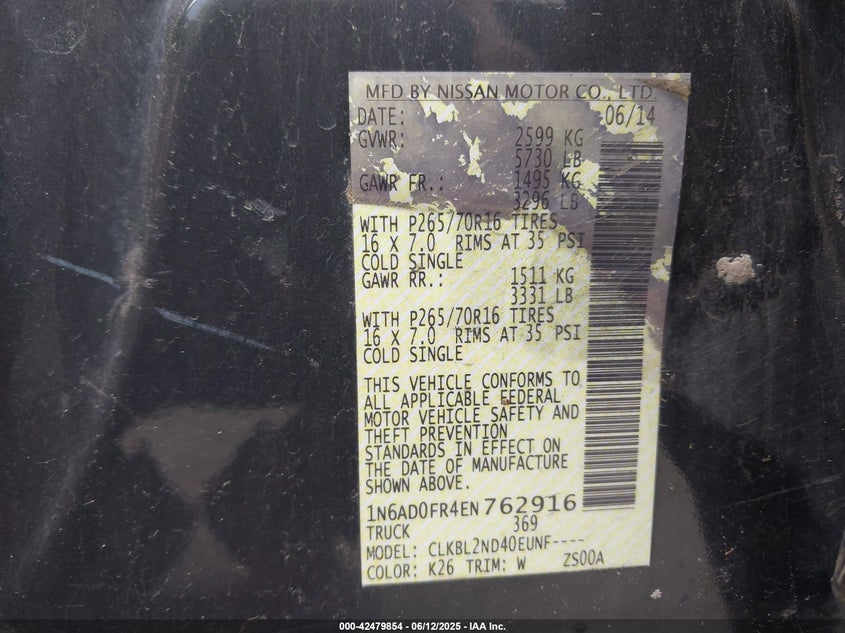 MFD BY NISSAN MOTOR CO., LTD.
DATE: 06/14
GVWR: 2599 KG
5730 LB
GAWR FR.: 1495 KG
3296 LB
WITH P265/70R16 TIRES
16 X 7.0 RIMS AT 35 PSI
COLD SINGLE
GAWR RR.: 1511 KG
3331 LB
WITH P265/70R16 TIRES
16 X 7.0 RIMS AT 35 PSI
COLD SINGLE
THIS VEHICLE CONFORMS TO
ALL APPLICABLE FEDERAL
MOTOR VEHICLE SAFETY AND
THEFT PREVENTION
STANDARDS IN EFFECT ON
THE DATE OF MANUFACTURE
SHOWN ABOVE.
1N6AD0FR4EN762916
TRUCK 369
MODEL: CLKBL2ND40EUNF----
COLOR: K26 TRIM: W ZS00A
000-42479854 - 06/12/2025 - IAA Inc.